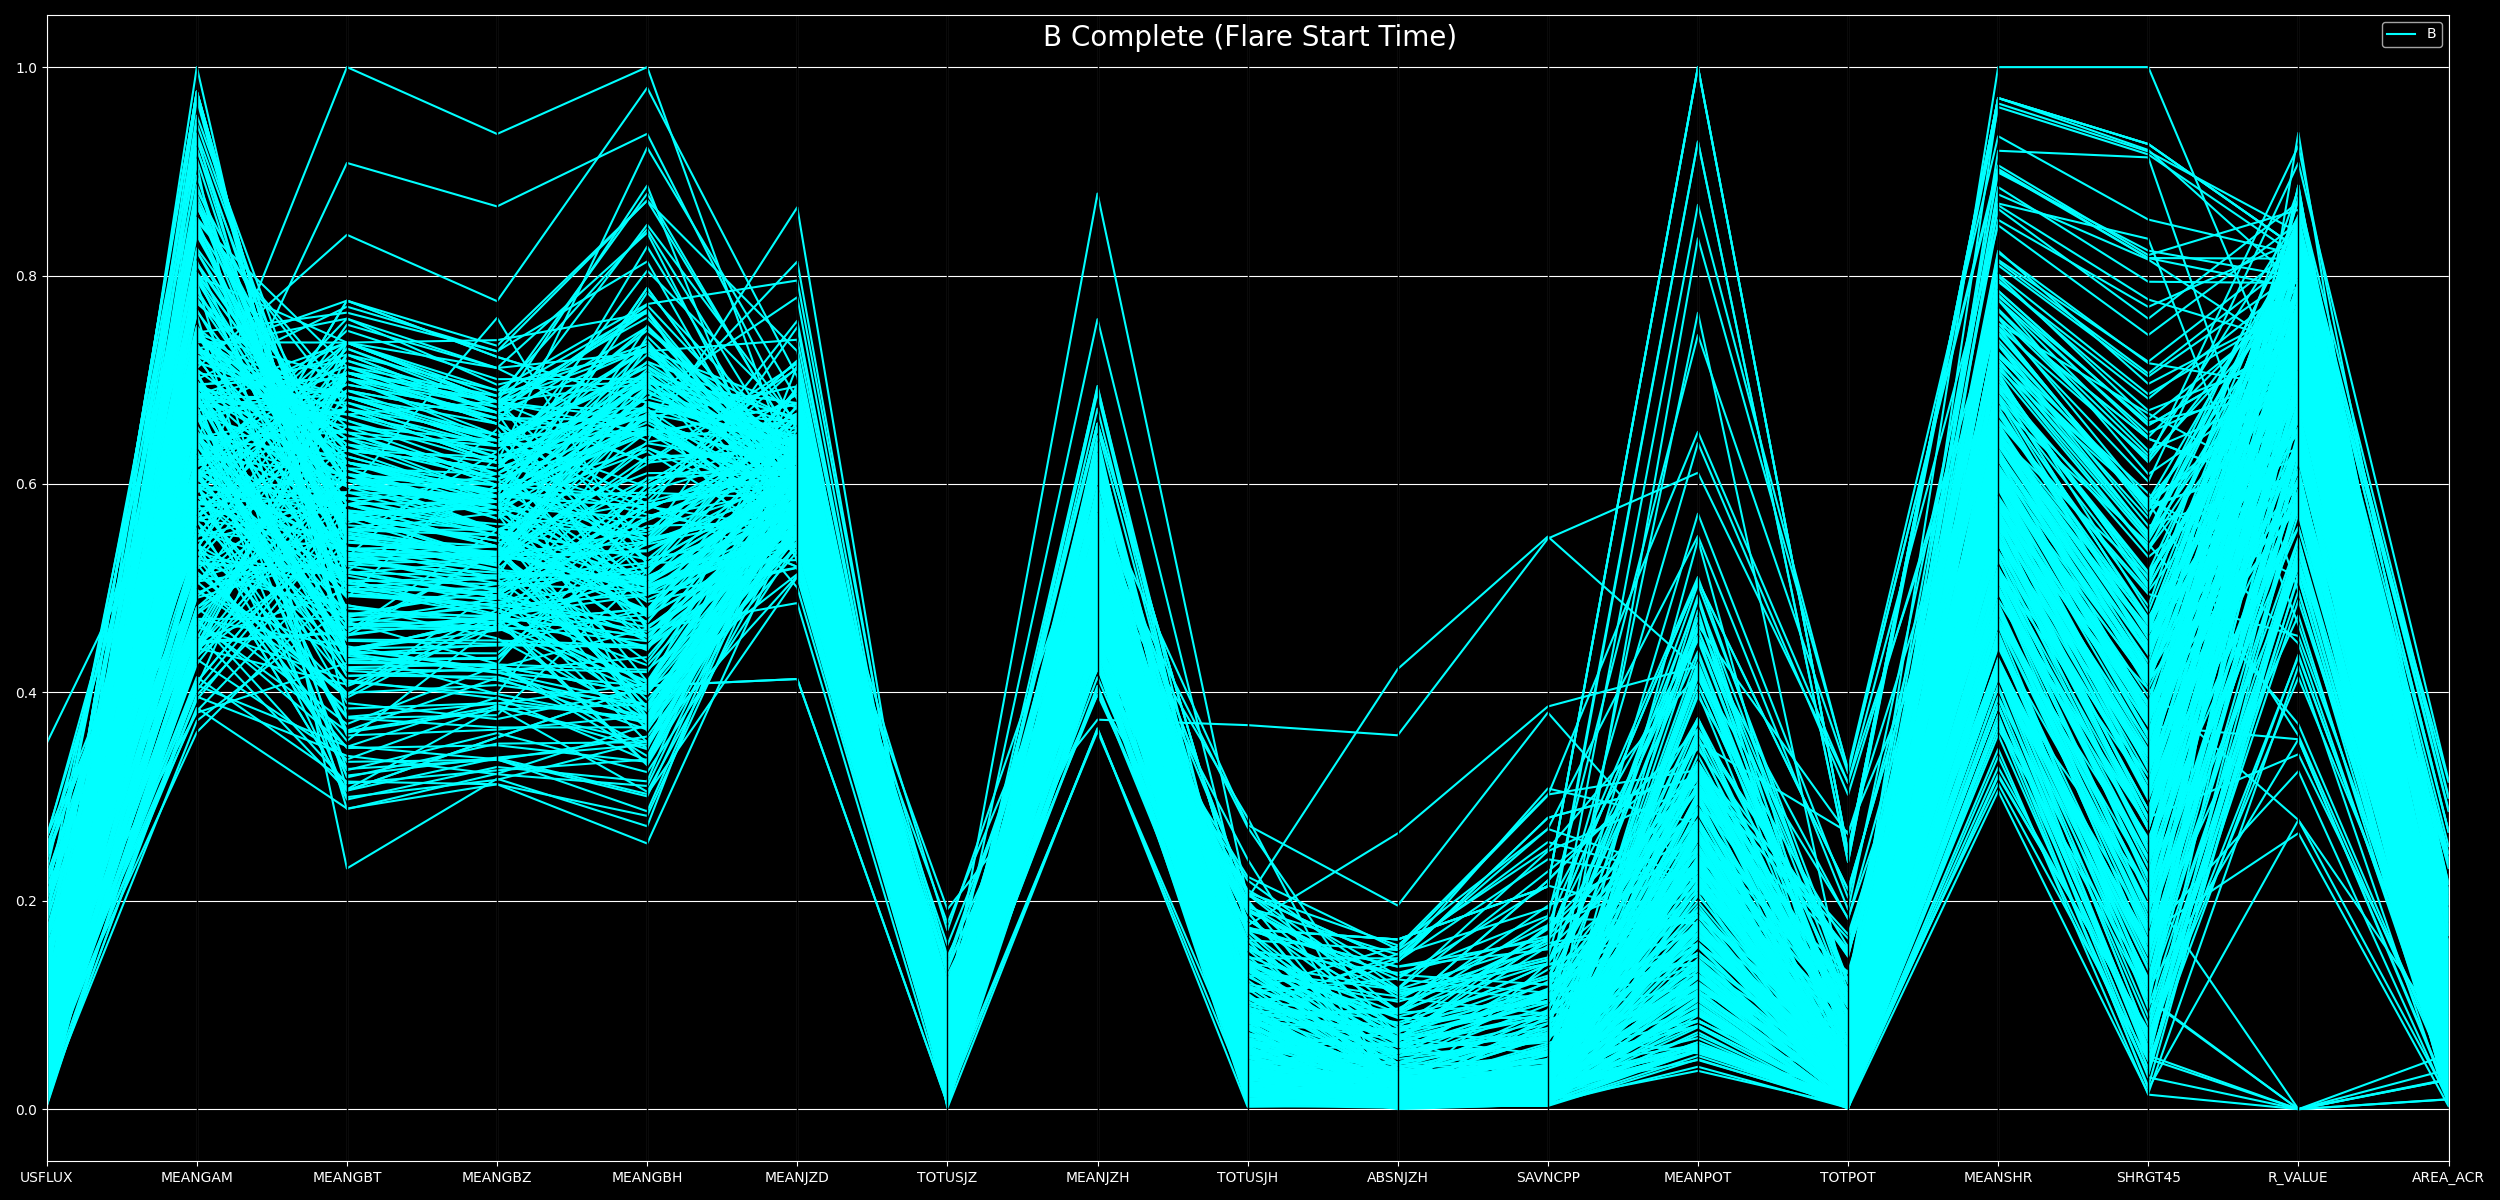 B Complete (Flare Start Time)
B
1.0
0.8
0.6
0.4
0.2
0.0
USFLUX MEANGAM MEANGBT MEANGBZ MEANGBH MEANJZD TOTUSJZ MEANJZH TOTUSJH ABSNJZH SAVNCPP MEANPOT TOTPOT MEANSHR SHRGT45 R_VALUE AREA_ACR